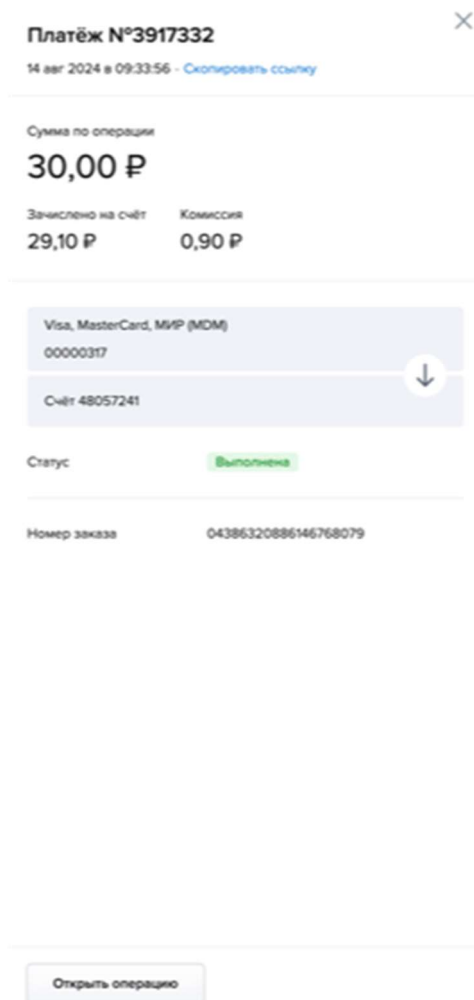 Платёж №3917332
14 авг 2024 в 09:33:56 - Скопировать ссылку
Сумма по операции
30,00 ₽
Зачислено на счёт Комиссия
29,10 ₽ 0,90 ₽
Visa, MasterCard, МИР (MDM)
00000317
Счёт 48057241
Статус Выполнена
Номер заказа 04386320886146768079
Открыть операцию